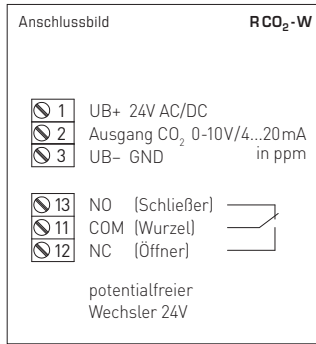 Anschlussbild RCO₂-W
1 UB+ 24V AC/DC
2 Ausgang CO₂ 0-10V/4...20mA
3 UB– GND in ppm
13 NO (Schließer)
11 COM (Wurzel)
12 NC (Öffner)
potentialfreier
Wechsler 24V